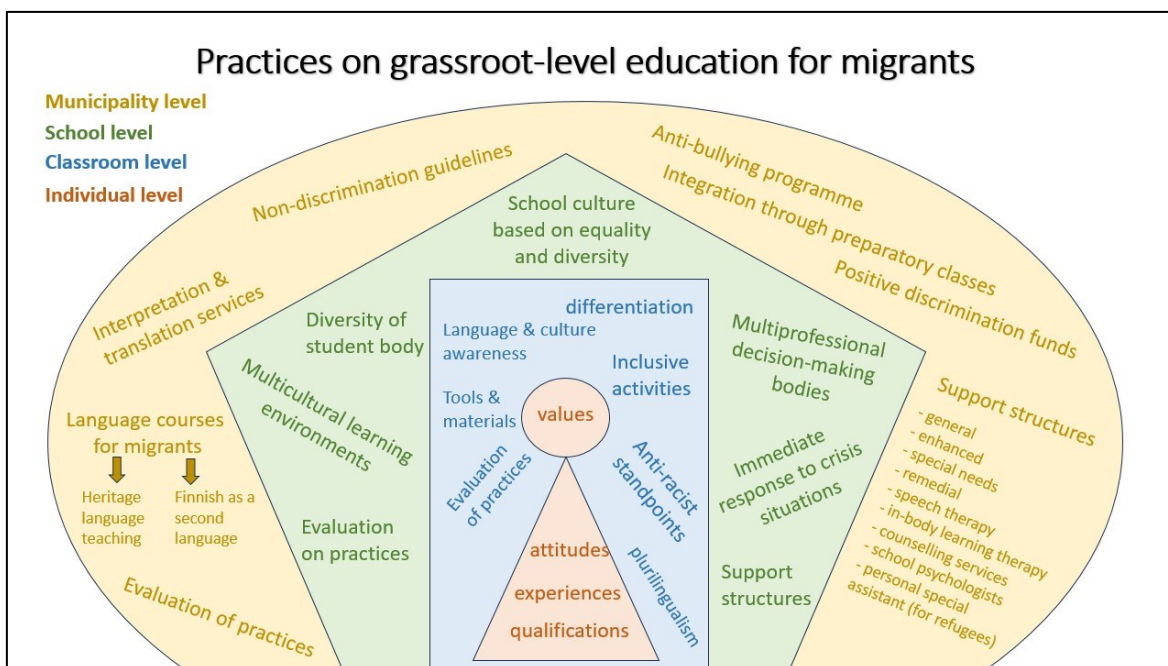 Practices on grassroot-level education for migrants
Municipality level
School level
Classroom level
Individual level
Non-discrimination guidelines
Interpretation &
translation services
Language courses
for migrants
Heritage
language
teaching
Finnish as a
second
language
Evaluation of practices
Anti-bullying programme
Integration through preparatory classes
Positive discrimination funds
Support structures
- general
- enhanced
- special needs
- remedial
- speech therapy
- in-body learning therapy
- counselling services
- school psychologists
- personal special
assistant (for refugees)
School culture
based on equality
and diversity
Diversity of
student body
Multicultural learning
environments
Evaluation
on practices
Multiprofessional
decision-making
bodies
Immediate
response to crisis
situations
Support
structures
differentiation
Language & culture
awareness
Inclusive
activities
Tools &
materials
Evaluation
of practices
Anti-racist
standpoints
plurilingualism
values
attitudes
experiences
qualifications